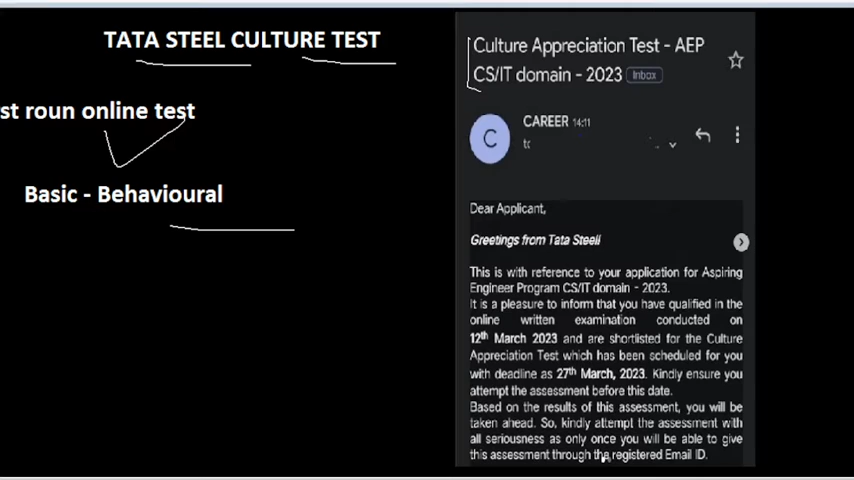 TATA STEEL CULTURE TEST
st roun online test
Basic - Behavioural
Culture Appreciation Test - AEP
CS/IT domain - 2023 Inbox
C
CAREER 14:11
Dear Applicant,
Greetings from Tata Steel!
This is with reference to your application for Aspiring
Engineer Program CS/IT domain - 2023.
It is a pleasure to inform that you have qualified in the
online written examination conducted on
12th March 2023 and are shortlisted for the Culture
Appreciation Test which has been scheduled for you
with deadline as 27th March, 2023. Kindly ensure you
attempt the assessment before this date.
Based on the results of this assessment, you will be
taken ahead. So, kindly attempt the assessment with
all seriousness as only once you will be able to give
this assessment through the registered Email ID.